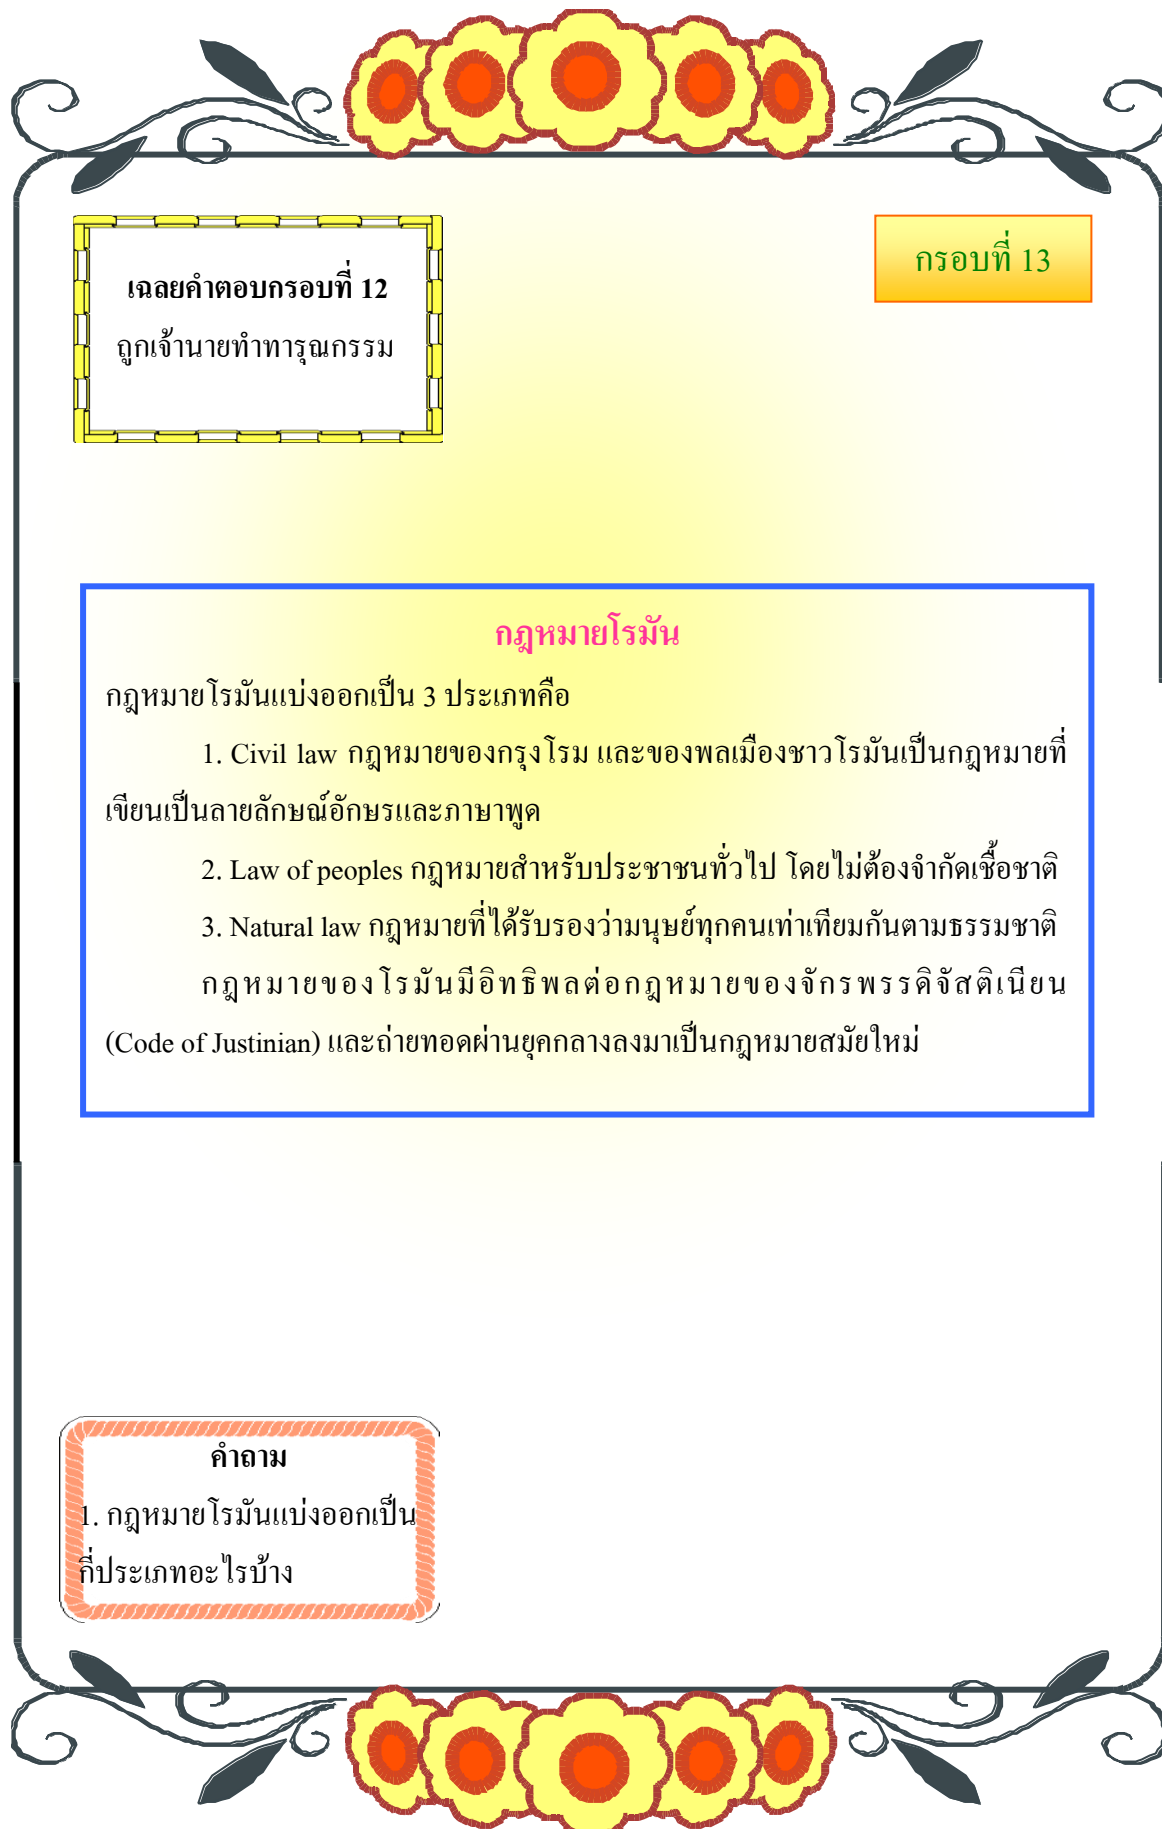 เฉลยคำตอบกรอบที่ 12
ถูกเจ้านายทำทารุณกรรม
กรอบที่ 13
กฎหมายโรมัน
กฎหมายโรมันแบ่งออกเป็น 3 ประเภทคือ
1. Civil law กฎหมายของกรุงโรม และของพลเมืองชาวโรมันเป็นกฎหมายที่
เขียนเป็นลายลักษณ์อักษรและภาษาพูด
2. Law of peoples กฎหมายสำหรับประชาชนทั่วไป โดยไม่ต้องจำกัดเชื้อชาติ
3. Natural law กฎหมายที่ได้รับรองว่ามนุษย์ทุกคนเท่าเทียมกันตามธรรมชาติ
กฎหมายของโรมันมีอิทธิพลต่อกฎหมายของจักรพรรดิจัสติเนียน
(Code of Justinian) และถ่ายทอดผ่านยุคกลางลงมาเป็นกฎหมายสมัยใหม่
คำถาม
1. กฎหมายโรมันแบ่งออกเป็น
กี่ประเภทอะไรบ้าง